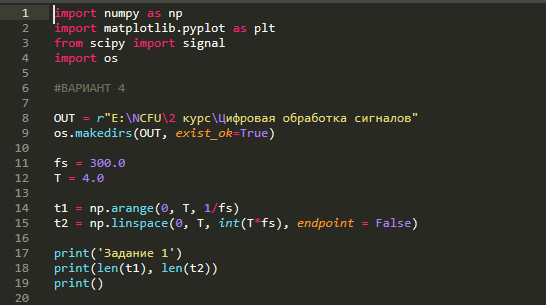 1 import numpy as np
2 import matplotlib.pyplot as plt
3 from scipy import signal
4 import os
5
6 #ВАРИАНТ 4
7
8 OUT = r"E:\NCFU\2 курс\Цифровая обработка сигналов"
9 os.makedirs(OUT, exist_ok=True)
10
11 fs = 300.0
12 T = 4.0
13
14 t1 = np.arange(0, T, 1/fs)
15 t2 = np.linspace(0, T, int(T*fs), endpoint = False)
16
17 print('Задание 1')
18 print(len(t1), len(t2))
19 print()
20